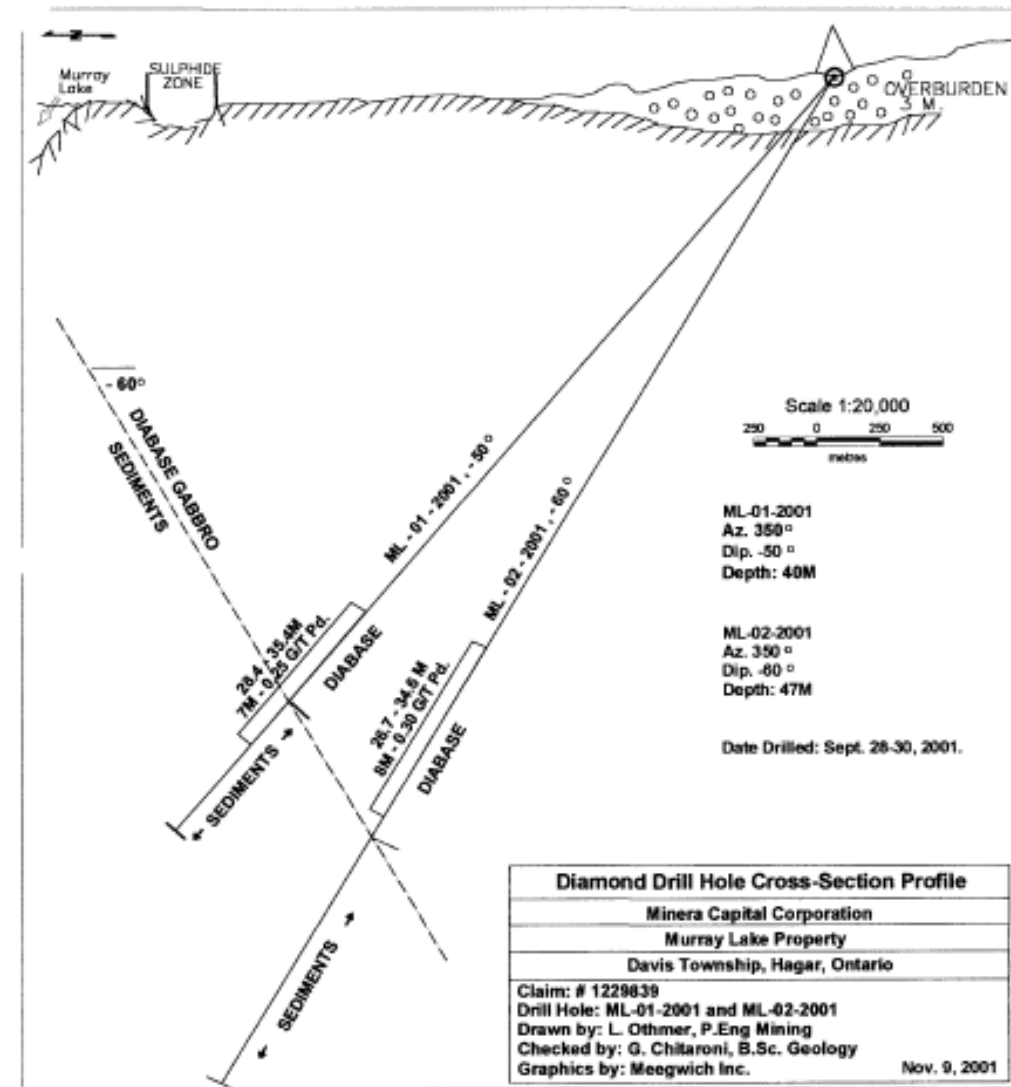 N
Murray
Lake
SULPHIDE
ZONE
OVERBURDEN
3 M.
- 60°
DIABASE GABBRO
SEDIMENTS
ML - 01 - 2001 , - 50°
ML - 02 - 2001 , - 60°
Scale 1:20,000
250 0 250 500
metres
ML-01-2001
Az. 350°
Dip. -50 °
Depth: 40M
ML-02-2001
Az. 350 °
Dip. -60 °
Depth: 47M
Date Drilled: Sept. 28-30, 2001.
28.4 - 35.4M
7M - 0.25 G/T Pd.
DIABASE
26.7 - 34.6 M
8M - 0.30 G/T Pd.
DIABASE
SEDIMENTS
SEDIMENTS
Diamond Drill Hole Cross-Section Profile
Minera Capital Corporation
Murray Lake Property
Davis Township, Hagar, Ontario
Claim: # 1229839
Drill Hole: ML-01-2001 and ML-02-2001
Drawn by: L. Othmer, P.Eng Mining
Checked by: G. Chitaroni, B.Sc. Geology
Graphics by: Meegwich Inc. Nov. 9, 2001